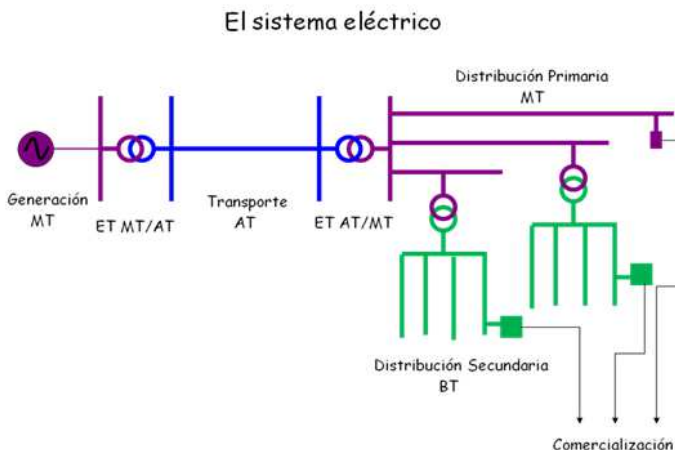 El sistema eléctrico
Distribución Primaria
MT
Generación
MT
ET MT/AT
Transporte
AT
ET AT/MT
Distribución Secundaria
BT
Comercialización